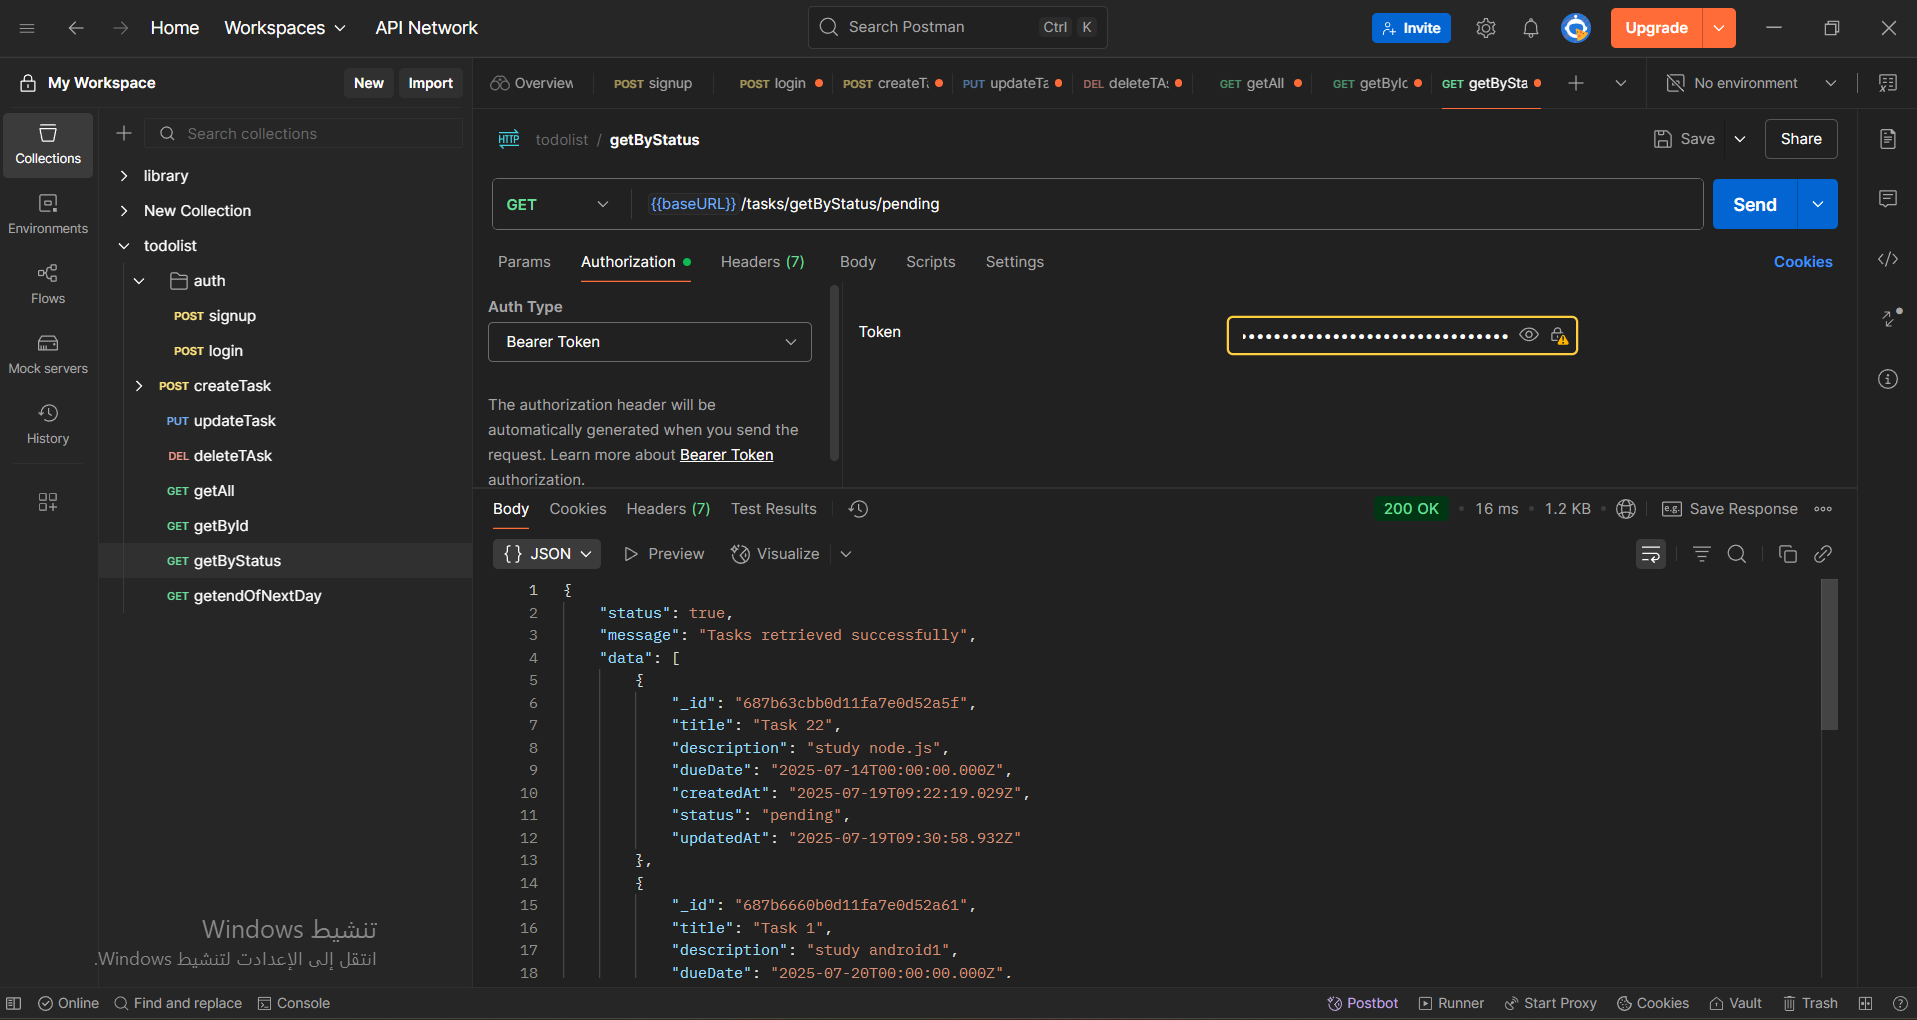 Home Workspaces API Network Search Postman Ctrl K Invite Upgrade
My Workspace New Import Overview POST signup POST login POST createT PUT updateTa DEL deleteTA GET getAll GET getById GET getBySta No environment
Collections
Environments
Flows
Mock servers
History
Search collections
library
New Collection
todolist
auth
POST signup
POST login
POST createTask
PUT updateTask
DEL deleteTAsk
GET getAll
GET getById
GET getByStatus
GET getendOfNextDay
HTTP todolist / getByStatus Save Share
GET {{baseURL}} /tasks/getByStatus/pending Send
Params Authorization Headers (7) Body Scripts Settings Cookies
Auth Type
Bearer Token
Token
The authorization header will be
automatically generated when you send the
request. Learn more about Bearer Token
authorization.
Body Cookies Headers (7) Test Results 200 OK 16 ms 1.2 KB e.g. Save Response
{} JSON Preview Visualize
1 {
2 "status": true,
3 "message": "Tasks retrieved successfully",
4 "data": [
5 {
6 "_id": "687b63cbb0d11fa7e0d52a5f",
7 "title": "Task 22",
8 "description": "study node.js",
9 "dueDate": "2025-07-14T00:00:00.000Z",
10 "createdAt": "2025-07-19T09:22:19.029Z",
11 "status": "pending",
12 "updatedAt": "2025-07-19T09:30:58.932Z"
13 },
14 {
15 "_id": "687b6660b0d11fa7e0d52a61",
16 "title": "Task 1",
17 "description": "study android1",
18 "dueDate": "2025-07-20T00:00:00.000Z",
تنشيط Windows
انتقل إلى الإعدادت لتنشيط Windows.
Online Find and replace Console Postbot Runner Start Proxy Cookies Vault Trash